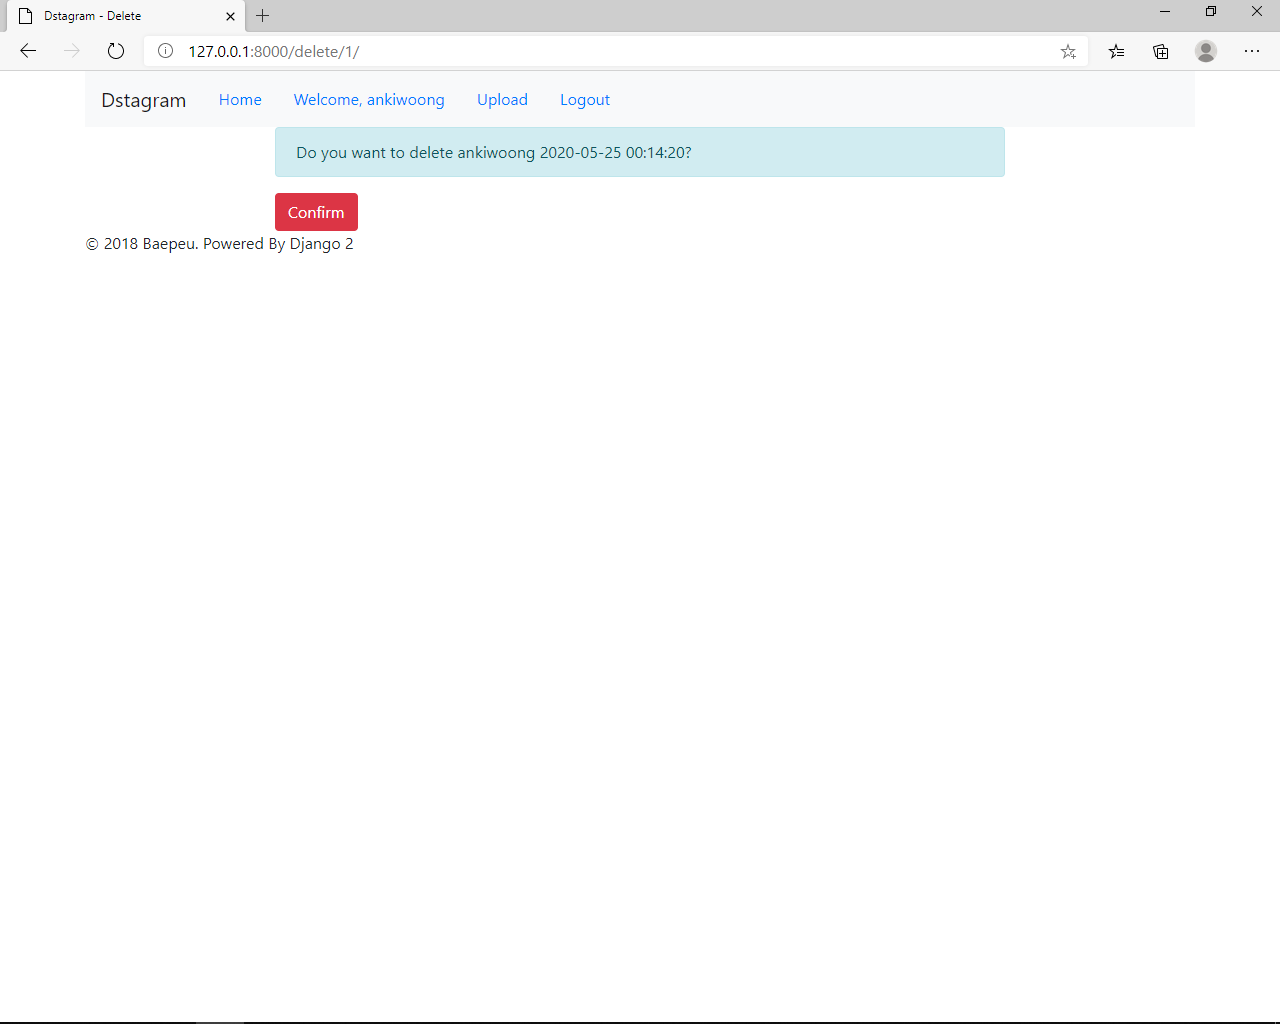 Dstagram - Delete
127.0.0.1:8000/delete/1/
Dstagram Home Welcome, ankiwoong Upload Logout
Do you want to delete ankiwoong 2020-05-25 00:14:20?
Confirm
© 2018 Baepeu. Powered By Django 2